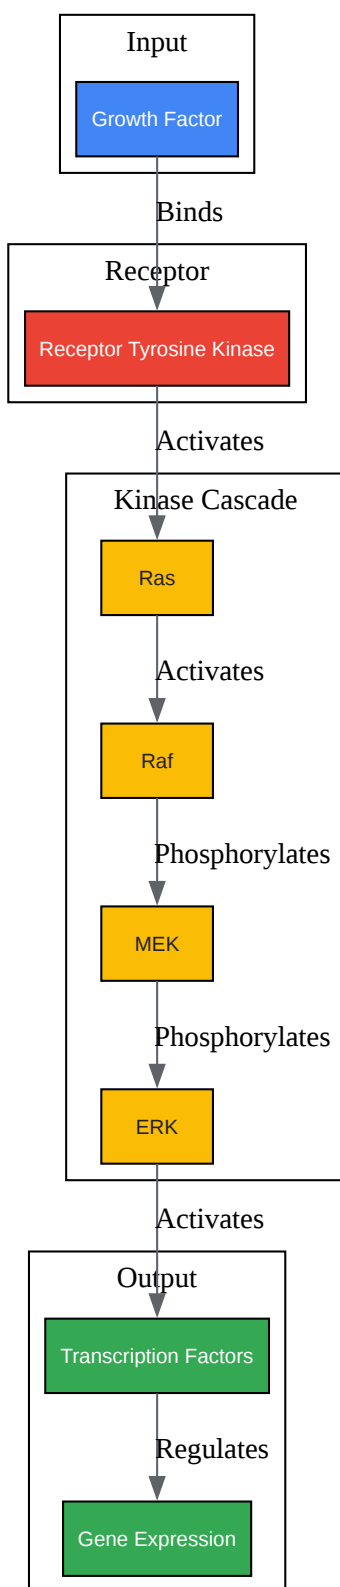 Input
Growth Factor
Binds
Receptor
Receptor Tyrosine Kinase
Activates
Kinase Cascade
Ras
Activates
Raf
Phosphorylates
MEK
Phosphorylates
ERK
Activates
Output
Transcription Factors
Regulates
Gene Expression